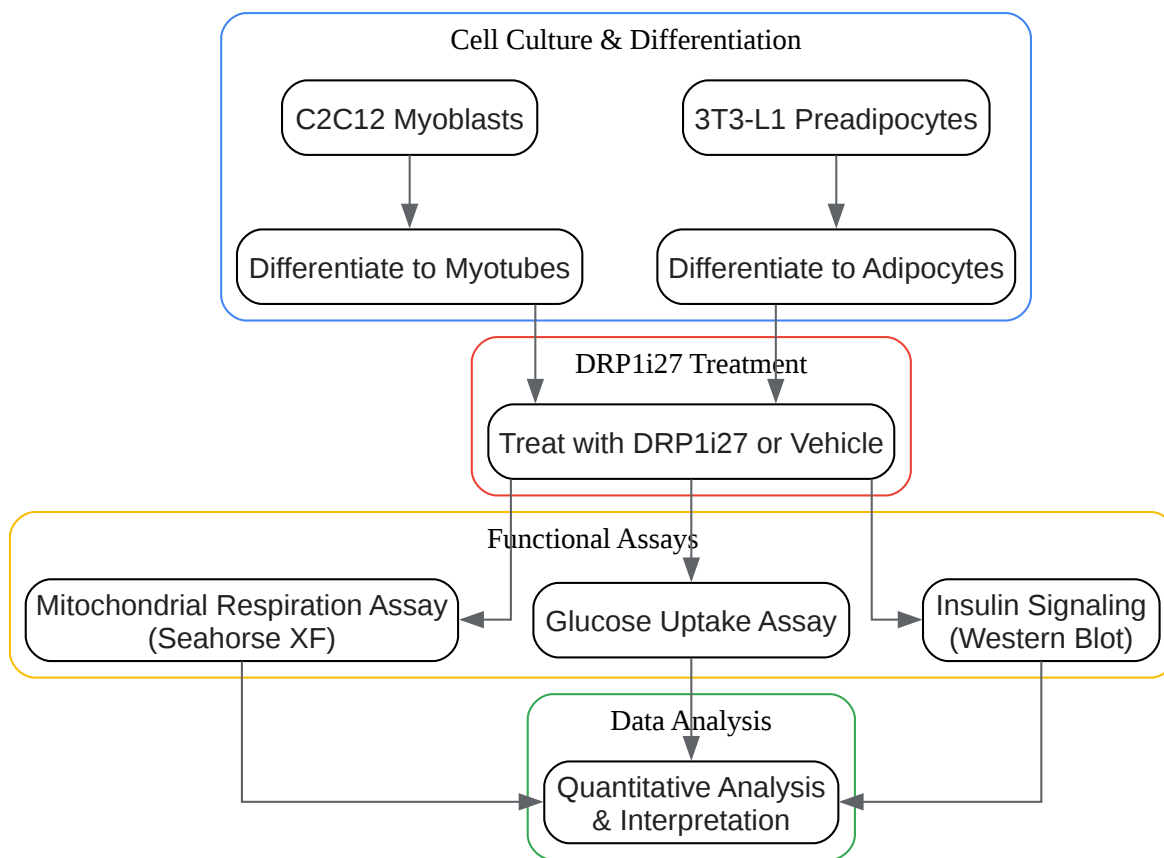 Cell Culture & Differentiation
C2C12 Myoblasts
3T3-L1 Preadipocytes
Differentiate to Myotubes
Differentiate to Adipocytes
DRP1i27 Treatment
Treat with DRP1i27 or Vehicle
Functional Assays
Mitochondrial Respiration Assay
(Seahorse XF)
Glucose Uptake Assay
Insulin Signaling
(Western Blot)
Data Analysis
Quantitative Analysis
& Interpretation